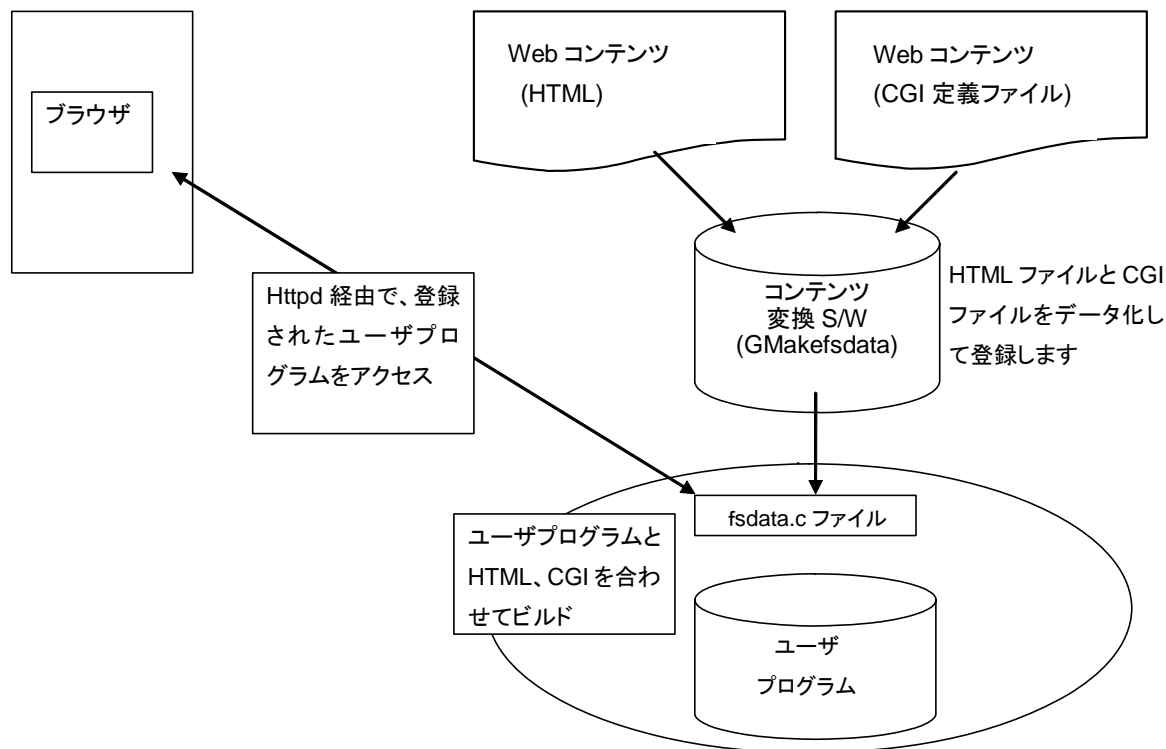 ブラウザ
Web コンテンツ
(HTML)
Web コンテンツ
(CGI 定義ファイル)
Httpd 経由で、登録
されたユーザプロ
グラムをアクセス
コンテンツ
変換 S/W
(GMakefsdata)
HTML ファイルと CGI
ファイルをデータ化し
て登録します
fsdata.c ファイル
ユーザプログラムと
HTML、CGI を合わ
せてビルド
ユーザ
プログラム